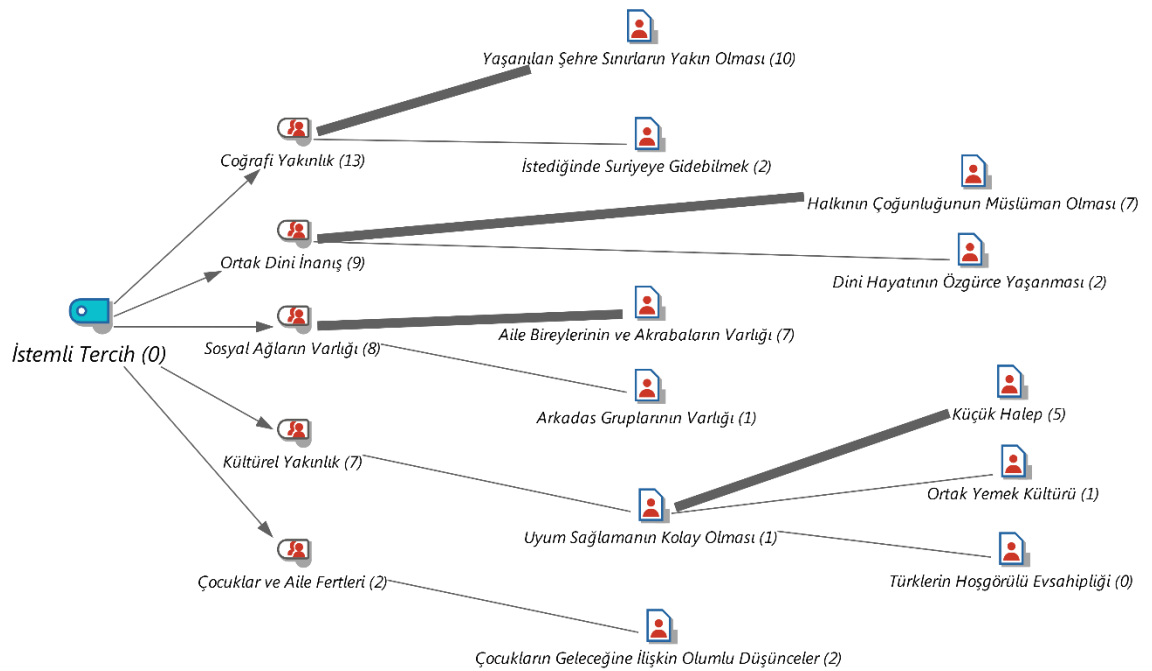 Yaşanılan Şehre Sınırların Yakın Olması (10)
Coğrafi Yakınlık (13)
İstediğinde Suriyeye Gidebilmek (2)
Halkının Çoğunluğunun Müslüman Olması (7)
Ortak Dini İnanış (9)
Dini Hayatının Özgürce Yaşanması (2)
İstemli Tercih (0)
Sosyal Ağların Varlığı (8)
Aile Bireylerinin ve Akrabaların Varlığı (7)
Arkadas Gruplarının Varlığı (1)
Küçük Halep (5)
Kültürel Yakınlık (7)
Ortak Yemek Kültürü (1)
Uyum Sağlamanın Kolay Olması (1)
Türklerin Hoşgörülü Evsahipliği (0)
Çocuklar ve Aile Fertleri (2)
Çocukların Geleceğine İlişkin Olumlu Düşünceler (2)